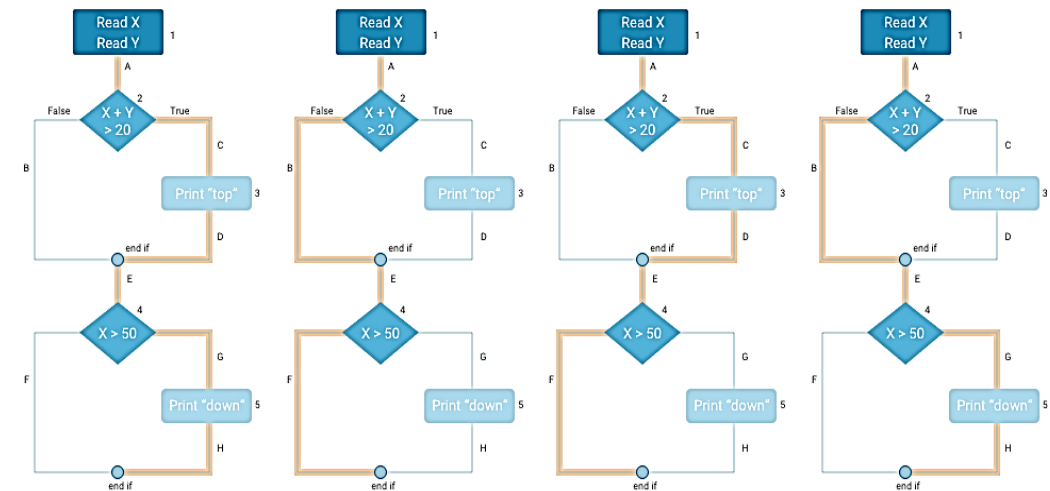 Read X
Read Y
1
A
2
False
X + Y
> 20
True
C
B
Print "top"
3
D
end if
E
4
X > 50
G
F
Print "down"
5
H
end if
Read X
Read Y
1
A
2
False
X + Y
> 20
True
C
B
Print "top"
3
D
end if
E
4
X > 50
G
F
Print "down"
5
H
end if
Read X
Read Y
1
A
2
False
X + Y
> 20
True
C
B
Print "top"
3
D
end if
E
4
X > 50
G
F
Print "down"
5
H
end if
Read X
Read Y
1
A
2
False
X + Y
> 20
True
C
B
Print "top"
3
D
end if
E
4
X > 50
G
F
Print "down"
5
H
end if